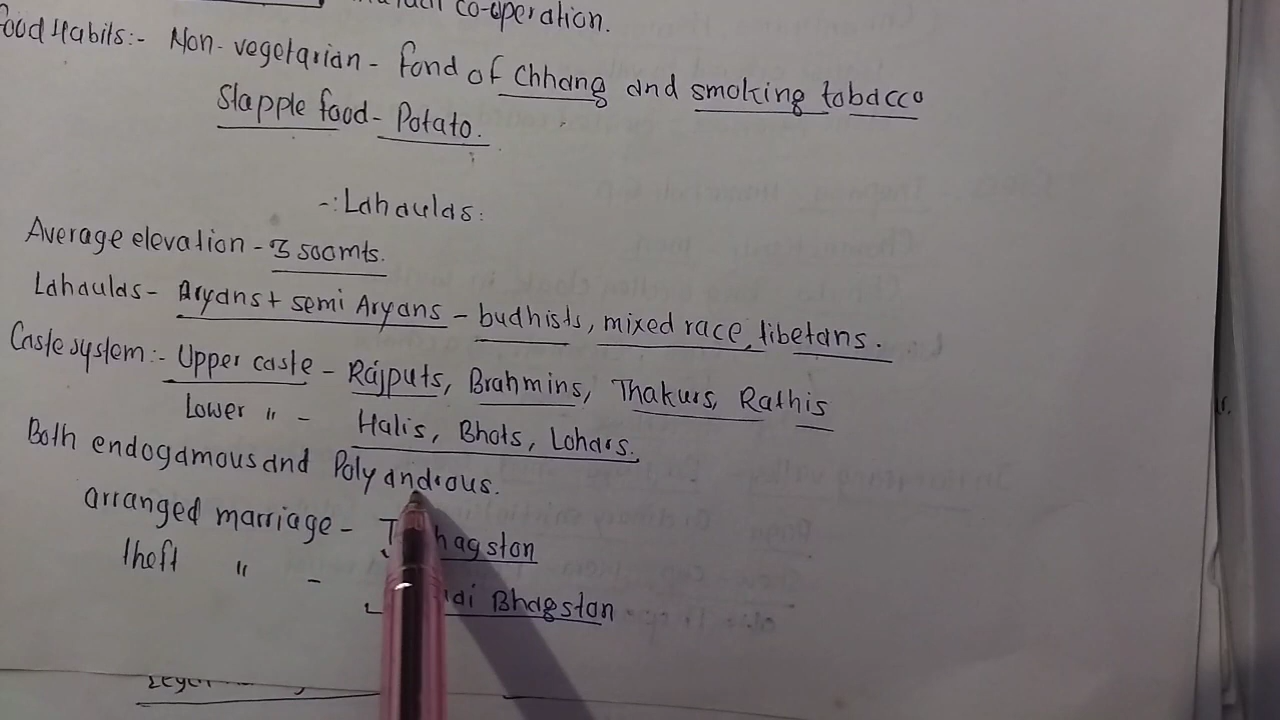 co-operation.
Food Habits:- Non-vegetarian - fond of Chhang and smoking tobacco
Slapple food - Potato.
-: Lahaulas:
Average elevation - 3500mts.
Lahaulas - Aryans + semi Aryans - budhists, mixed race, tibetans.
Caste system:- Upper caste - Rajputs, Brahmins, Thakurs, Rathis
Lower " - Halis, Bhots, Lohars.
Both endogamous and Polyandrous.
arranged marriage -
theft " - Bhagstan